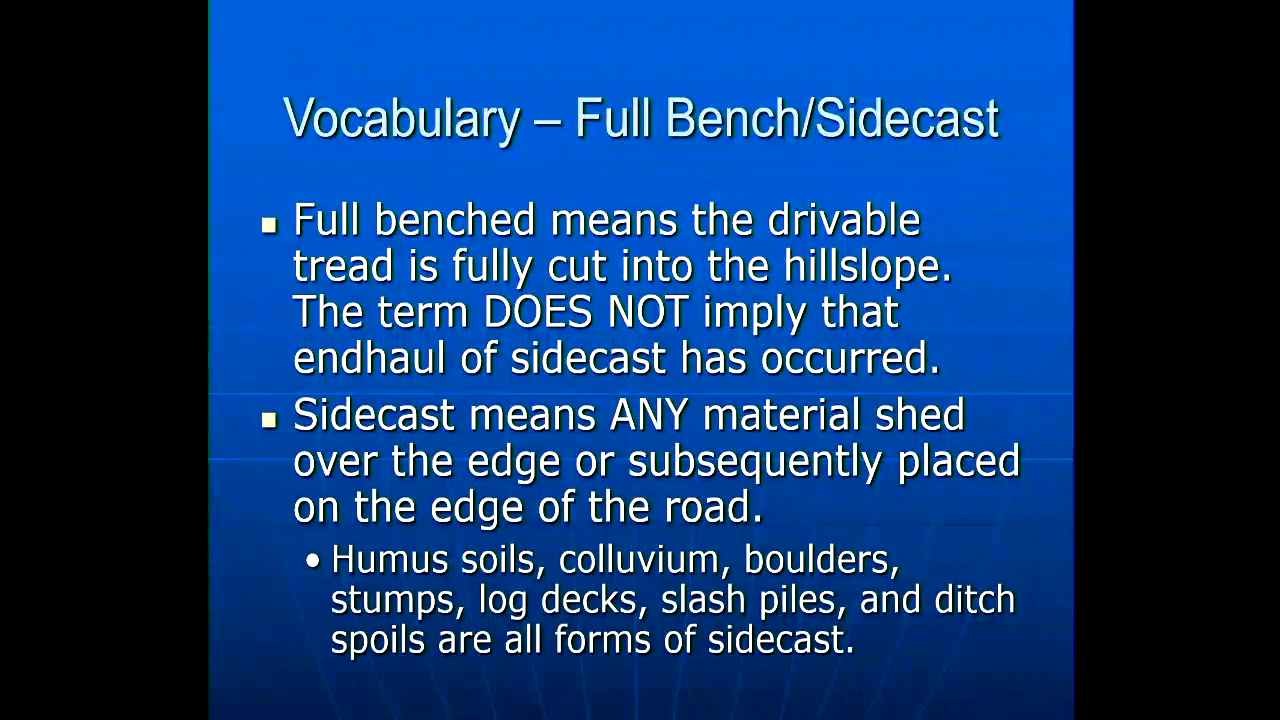 Vocabulary – Full Bench/Sidecast
Full benched means the drivable
tread is fully cut into the hillslope.
The term DOES NOT imply that
endhaul of sidecast has occurred.
Sidecast means ANY material shed
over the edge or subsequently placed
on the edge of the road.
Humus soils, colluvium, boulders,
stumps, log decks, slash piles, and ditch
spoils are all forms of sidecast.